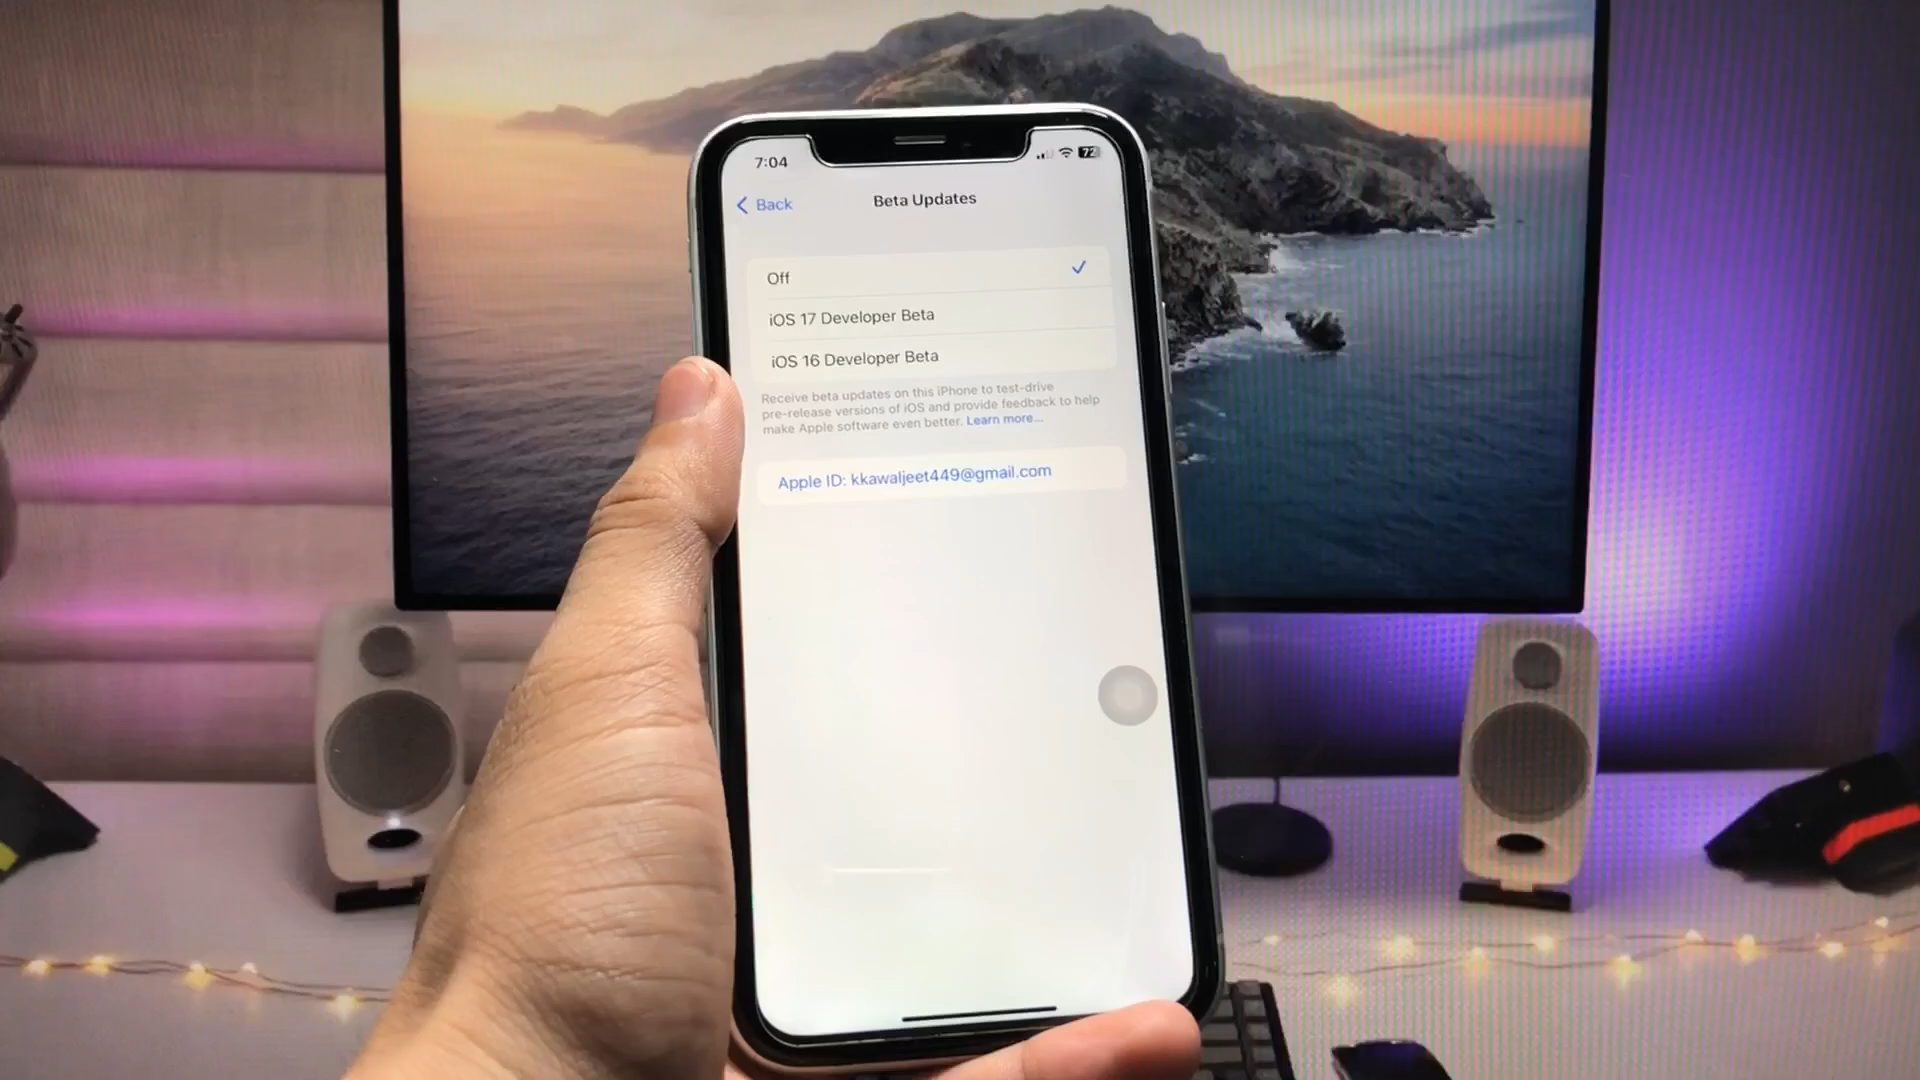 7:04
72
Back
Beta Updates
Off
iOS 17 Developer Beta
iOS 16 Developer Beta
Receive beta updates on this iPhone to test-drive
pre-release versions of iOS and provide feedback to help
make Apple software even better. Learn more...
Apple ID: kkawaljeet449@gmail.com